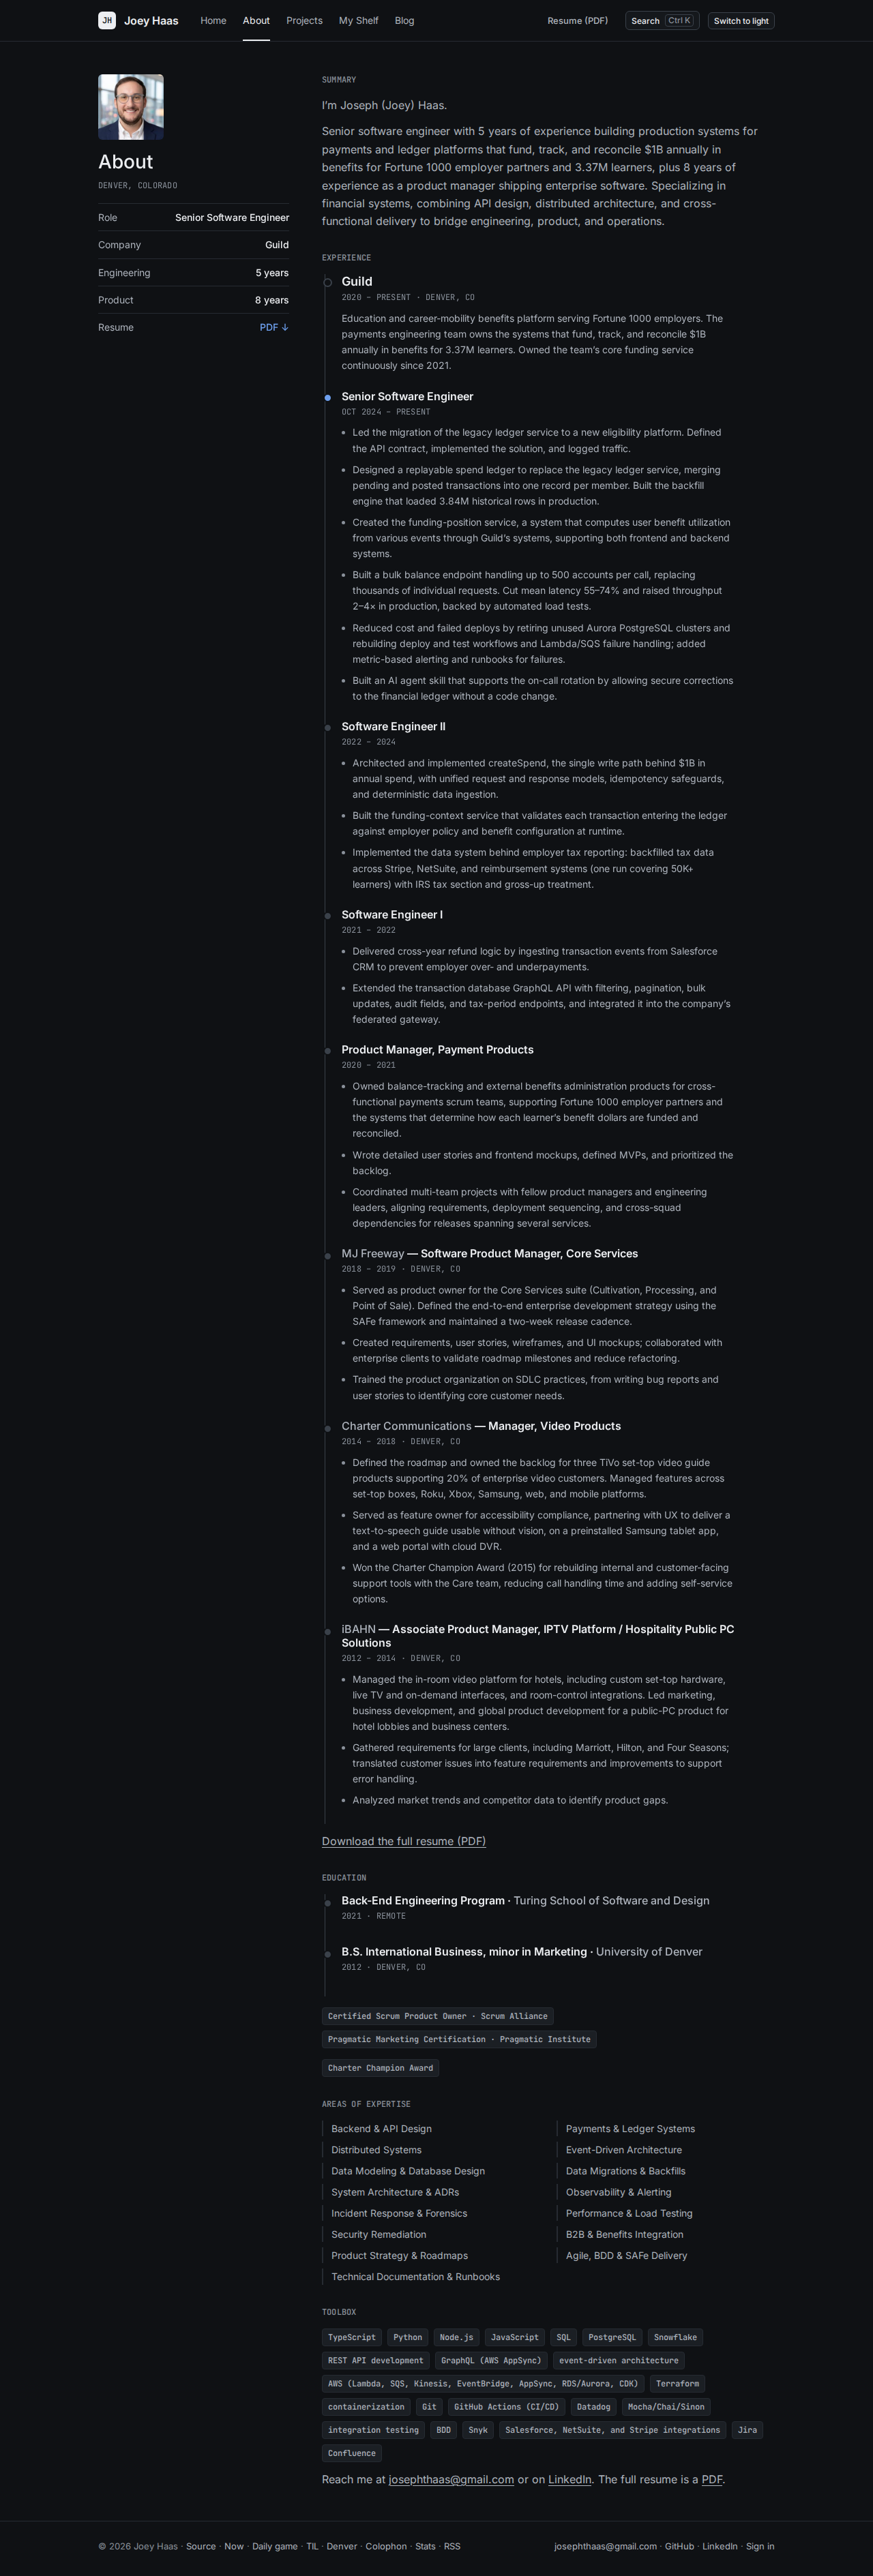 JH Joey Haas Home About Projects My Shelf Blog Resume (PDF) Search Ctrl K Switch to light
About
DENVER, COLORADO
Role Senior Software Engineer
Company Guild
Engineering 5 years
Product 8 years
Resume PDF ↓
SUMMARY
I’m Joseph (Joey) Haas.
Senior software engineer with 5 years of experience building production systems for
payments and ledger platforms that fund, track, and reconcile $1B annually in
benefits for Fortune 1000 employer partners and 3.37M learners, plus 8 years of
experience as a product manager shipping enterprise software. Specializing in
financial systems, combining API design, distributed architecture, and cross-
functional delivery to bridge engineering, product, and operations.
EXPERIENCE
Guild
2020 – PRESENT · DENVER, CO
Education and career-mobility benefits platform serving Fortune 1000 employers. The
payments engineering team owns the systems that fund, track, and reconcile $1B
annually in benefits for 3.37M learners. Owned the team’s core funding service
continuously since 2021.
Senior Software Engineer
OCT 2024 – PRESENT
• Led the migration of the legacy ledger service to a new eligibility platform. Defined
the API contract, implemented the solution, and logged traffic.
• Designed a replayable spend ledger to replace the legacy ledger service, merging
pending and posted transactions into one record per member. Built the backfill
engine that loaded 3.84M historical rows in production.
• Created the funding-position service, a system that computes user benefit utilization
from various events through Guild’s systems, supporting both frontend and backend
systems.
• Built a bulk balance endpoint handling up to 500 accounts per call, replacing
thousands of individual requests. Cut mean latency 55–74% and raised throughput
2–4× in production, backed by automated load tests.
• Reduced cost and failed deploys by retiring unused Aurora PostgreSQL clusters and
rebuilding deploy and test workflows and Lambda/SQS failure handling; added
metric-based alerting and runbooks for failures.
• Built an AI agent skill that supports the on-call rotation by allowing secure corrections
to the financial ledger without a code change.
Software Engineer II
2022 – 2024
• Architected and implemented createSpend, the single write path behind $1B in
annual spend, with unified request and response models, idempotency safeguards,
and deterministic data ingestion.
• Built the funding-context service that validates each transaction entering the ledger
against employer policy and benefit configuration at runtime.
• Implemented the data system behind employer tax reporting: backfilled tax data
across Stripe, NetSuite, and reimbursement systems (one run covering 50K+
learners) with IRS tax section and gross-up treatment.
Software Engineer I
2021 – 2022
• Delivered cross-year refund logic by ingesting transaction events from Salesforce
CRM to prevent employer over- and underpayments.
• Extended the transaction database GraphQL API with filtering, pagination, bulk
updates, audit fields, and tax-period endpoints, and integrated it into the company’s
federated gateway.
Product Manager, Payment Products
2020 – 2021
• Owned balance-tracking and external benefits administration products for cross-
functional payments scrum teams, supporting Fortune 1000 employer partners and
the systems that determine how each learner’s benefit dollars are funded and
reconciled.
• Wrote detailed user stories and frontend mockups, defined MVPs, and prioritized the
backlog.
• Coordinated multi-team projects with fellow product managers and engineering
leaders, aligning requirements, deployment sequencing, and cross-squad
dependencies for releases spanning several services.
MJ Freeway — Software Product Manager, Core Services
2018 – 2019 · DENVER, CO
• Served as product owner for the Core Services suite (Cultivation, Processing, and
Point of Sale). Defined the end-to-end enterprise development strategy using the
SAFe framework and maintained a two-week release cadence.
• Created requirements, user stories, wireframes, and UI mockups; collaborated with
enterprise clients to validate roadmap milestones and reduce refactoring.
• Trained the product organization on SDLC practices, from writing bug reports and
user stories to identifying core customer needs.
Charter Communications — Manager, Video Products
2014 – 2018 · DENVER, CO
• Defined the roadmap and owned the backlog for three TiVo set-top video guide
products supporting 20% of enterprise video customers. Managed features across
set-top boxes, Roku, Xbox, Samsung, web, and mobile platforms.
• Served as feature owner for accessibility compliance, partnering with UX to deliver a
text-to-speech guide usable without vision, on a preinstalled Samsung tablet app,
and a web portal with cloud DVR.
• Won the Charter Champion Award (2015) for rebuilding internal and customer-facing
support tools with the Care team, reducing call handling time and adding self-service
options.
iBAHN — Associate Product Manager, IPTV Platform / Hospitality Public PC
Solutions
2012 – 2014 · DENVER, CO
• Managed the in-room video platform for hotels, including custom set-top hardware,
live TV and on-demand interfaces, and room-control integrations. Led marketing,
business development, and global product development for a public-PC product for
hotel lobbies and business centers.
• Gathered requirements for large clients, including Marriott, Hilton, and Four Seasons;
translated customer issues into feature requirements and improvements to support
error handling.
• Analyzed market trends and competitor data to identify product gaps.
Download the full resume (PDF)
EDUCATION
Back-End Engineering Program · Turing School of Software and Design
2021 · REMOTE
B.S. International Business, minor in Marketing · University of Denver
2012 · DENVER, CO
Certified Scrum Product Owner · Scrum Alliance
Pragmatic Marketing Certification · Pragmatic Institute
Charter Champion Award
AREAS OF EXPERTISE
Backend & API Design Payments & Ledger Systems
Distributed Systems Event-Driven Architecture
Data Modeling & Database Design Data Migrations & Backfills
System Architecture & ADRs Observability & Alerting
Incident Response & Forensics Performance & Load Testing
Security Remediation B2B & Benefits Integration
Product Strategy & Roadmaps Agile, BDD & SAFe Delivery
Technical Documentation & Runbooks
TOOLBOX
TypeScript Python Node.js JavaScript SQL PostgreSQL Snowflake
REST API development GraphQL (AWS AppSync) event-driven architecture
AWS (Lambda, SQS, Kinesis, EventBridge, AppSync, RDS/Aurora, CDK) Terraform
containerization Git GitHub Actions (CI/CD) Datadog Mocha/Chai/Sinon
integration testing BDD Snyk Salesforce, NetSuite, and Stripe integrations Jira
Confluence
Reach me at josephthaas@gmail.com or on LinkedIn. The full resume is a PDF.
© 2026 Joey Haas · Source · Now · Daily game · TIL · Denver · Colophon · Stats · RSS josephthaas@gmail.com · GitHub · LinkedIn · Sign in